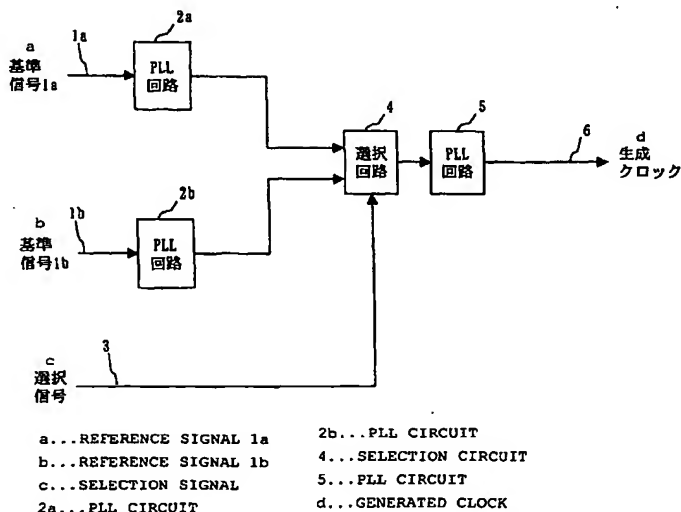 2a
a
1a
基準
信号1a
PLL
回路
4
5
選択
回路
PLL
回路
6
d
生成
クロック
2b
b
1b
基準
信号1b
PLL
回路
c
3
選択
信号
a...REFERENCE SIGNAL 1a
b...REFERENCE SIGNAL 1b
c...SELECTION SIGNAL
2a...PLL CIRCUIT
2b...PLL CIRCUIT
4...SELECTION CIRCUIT
5...PLL CIRCUIT
d...GENERATED CLOCK